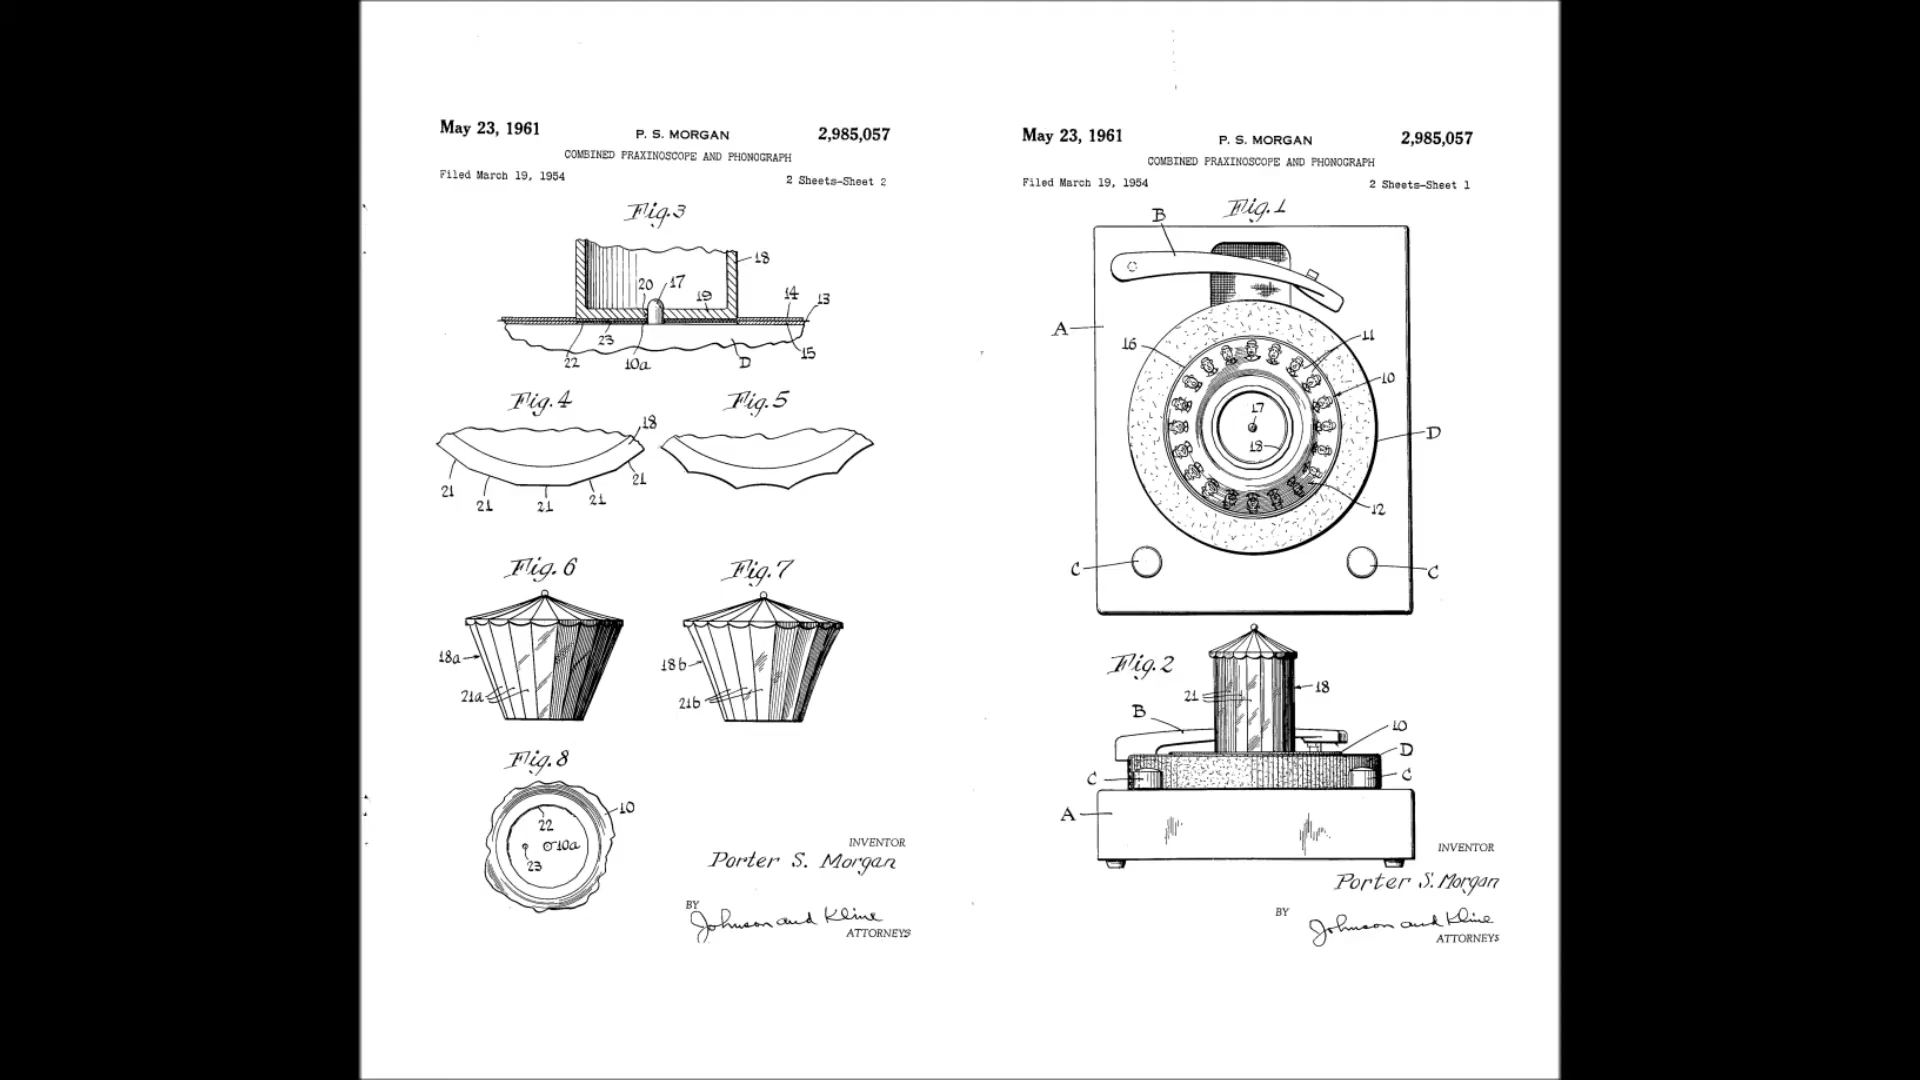 May 23, 1961
P. S. MORGAN
2,985,057
COMBINED PRAXINOSCOPE AND PHONOGRAPH
Filed March 19, 1954
2 Sheets-Sheet 2
Fig.3
18
20
17
19
14
13
22
23
10a
D
15
Fig.4
Fig.5
18
21
21
21
21
21
Fig.6
Fig.7
18a
21a
18b
21b
Fig.8
10
22
10a
23
INVENTOR
Porter S. Morgan
BY
Johnson and Kline
ATTORNEYS
May 23, 1961
P. S. MORGAN
2,985,057
COMBINED PRAXINOSCOPE AND PHONOGRAPH
Filed March 19, 1954
2 Sheets-Sheet 1
Fig.1
B
A
16
11
10
17
18
D
12
C
C
Fig.2
21
18
B
10
D
C
C
A
INVENTOR
Porter S. Morgan
BY
Johnson and Kline
ATTORNEYS